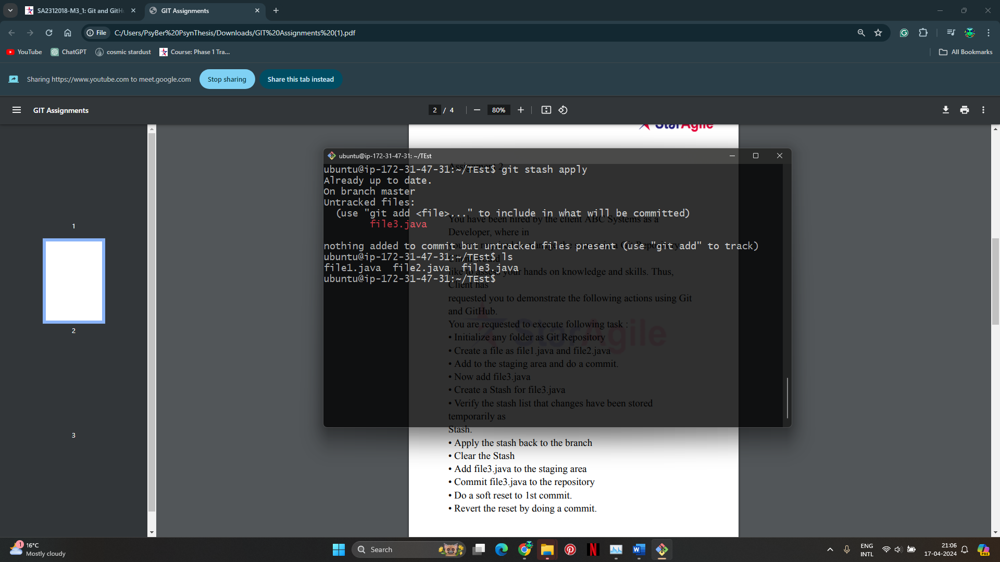 SA2312018-M3_1: Git and GitH
GIT Assignments
File
C:/Users/PsyBer%20PsynThesis/Downloads/GIT%20Assignments%20(1).pdf
YouTube
ChatGPT
cosmic stardust
Course: Phase 1 Tra...
All Bookmarks
Sharing https://www.youtube.com to meet.google.com
Stop sharing
Share this tab instead
GIT Assignments
2 / 4
80%
StarAgile
1
2
3
ubuntu@ip-172-31-47-31: ~/TEst
ubuntu@ip-172-31-47-31:~/TEst$ git stash apply
Already up to date.
On branch master
Untracked files:
(use "git add <file>..." to include in what will be committed)
file3.java
nothing added to commit but untracked files present (use "git add" to track)
ubuntu@ip-172-31-47-31:~/TEst$ ls
file1.java file2.java file3.java
ubuntu@ip-172-31-47-31:~/TEst$
Assignment 2
You have been hired by the client ABC Systems as a
Developer, where in
like to assess your hands on knowledge and skills. Thus,
Client has
requested you to demonstrate the following actions using Git
and GitHub.
You are requested to execute following task :
• Initialize any folder as Git Repository
• Create a file as file1.java and file2.java
• Add to the staging area and do a commit.
• Now add file3.java
• Create a Stash for file3.java
• Verify the stash list that changes have been stored
temporarily as
Stash.
• Apply the stash back to the branch
• Clear the Stash
• Add file3.java to the staging area
• Commit file3.java to the repository
• Do a soft reset to 1st commit.
• Revert the reset by doing a commit.
StarAgile
1
16°C
Mostly cloudy
Search
ENG
INTL
21:06
17-04-2024
PRE